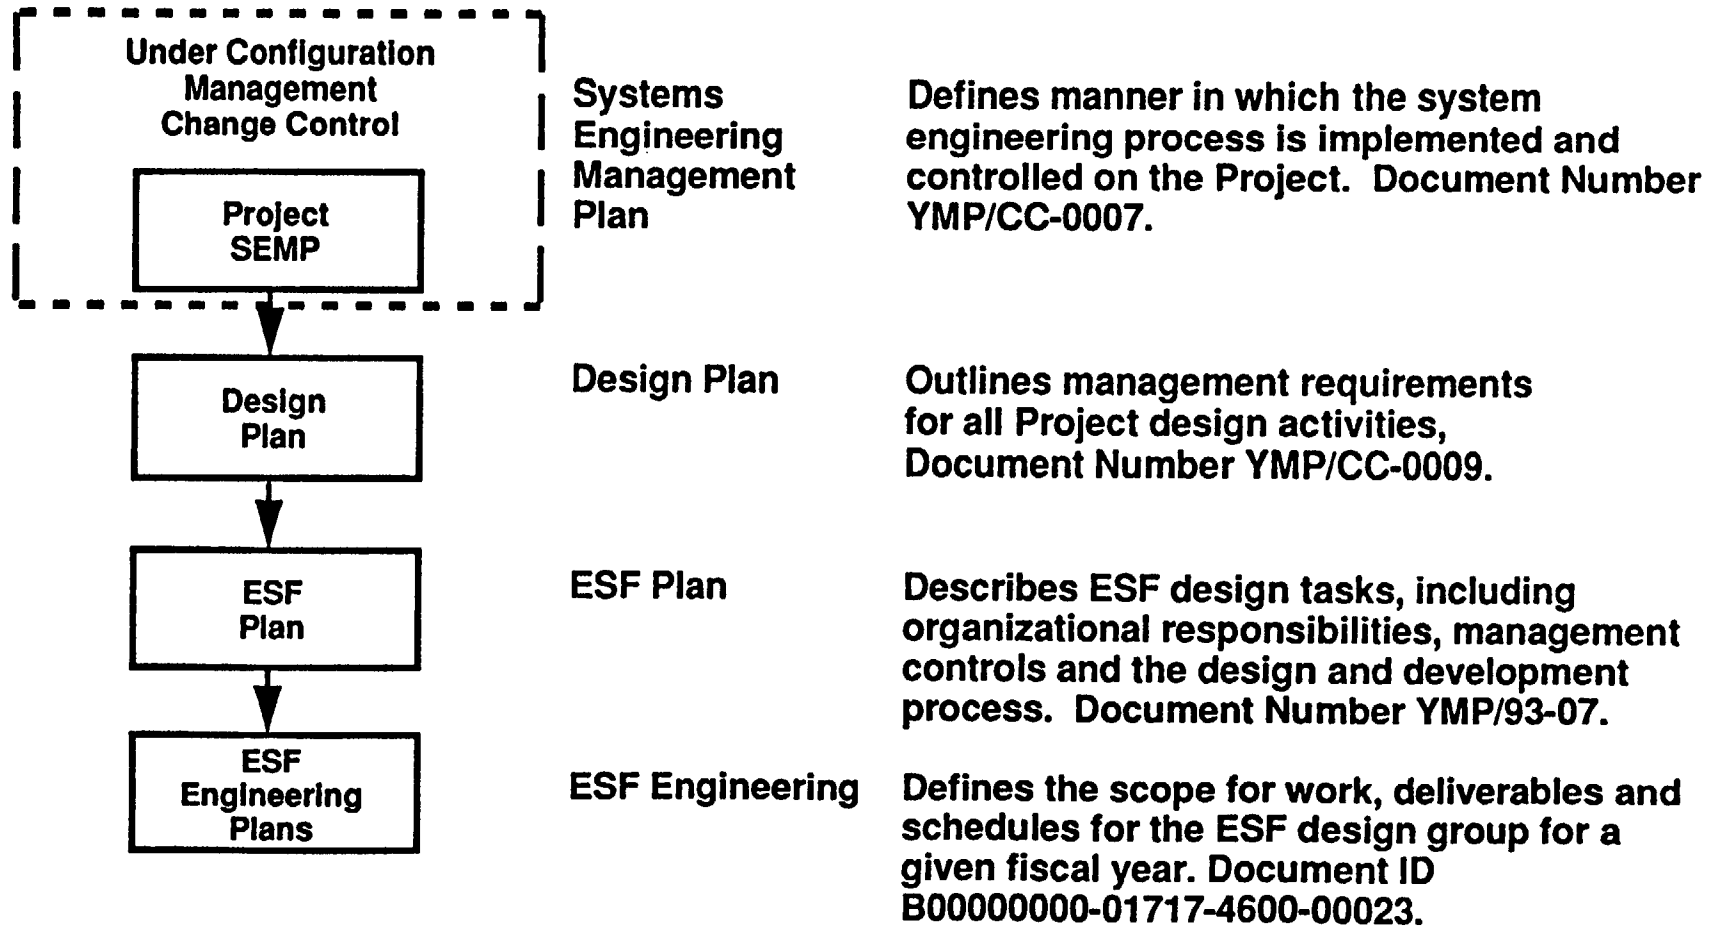 Under Configuration
Management
Change Control
Project
SEMP
Systems
Engineering
Management
Plan
Defines manner in which the system
engineering process is implemented and
controlled on the Project.  Document Number
YMP/CC-0007.
Design
Plan
Design Plan
Outlines management requirements
for all Project design activities,
Document Number YMP/CC-0009.
ESF
Plan
ESF Plan
Describes ESF design tasks, including
organizational responsibilities, management
controls and the design and development
process.  Document Number YMP/93-07.
ESF
Engineering
Plans
ESF Engineering
Defines the scope for work, deliverables and
schedules for the ESF design group for a
given fiscal year. Document ID
B00000000-01717-4600-00023.